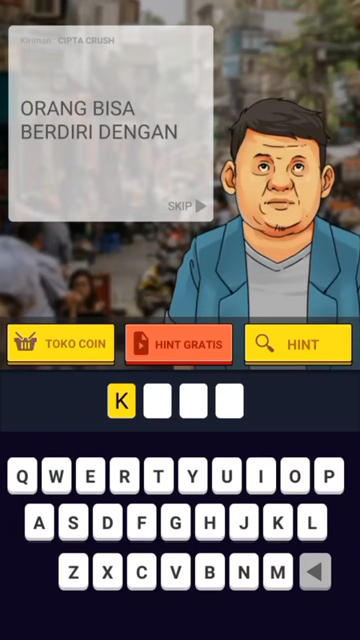 Kiriman : CIPTA CRUSH
ORANG BISA
BERDIRI DENGAN
SKIP
TOKO COIN
HINT GRATIS
HINT
K
Q W E R T Y U I O P
A S D F G H J K L
Z X C V B N M